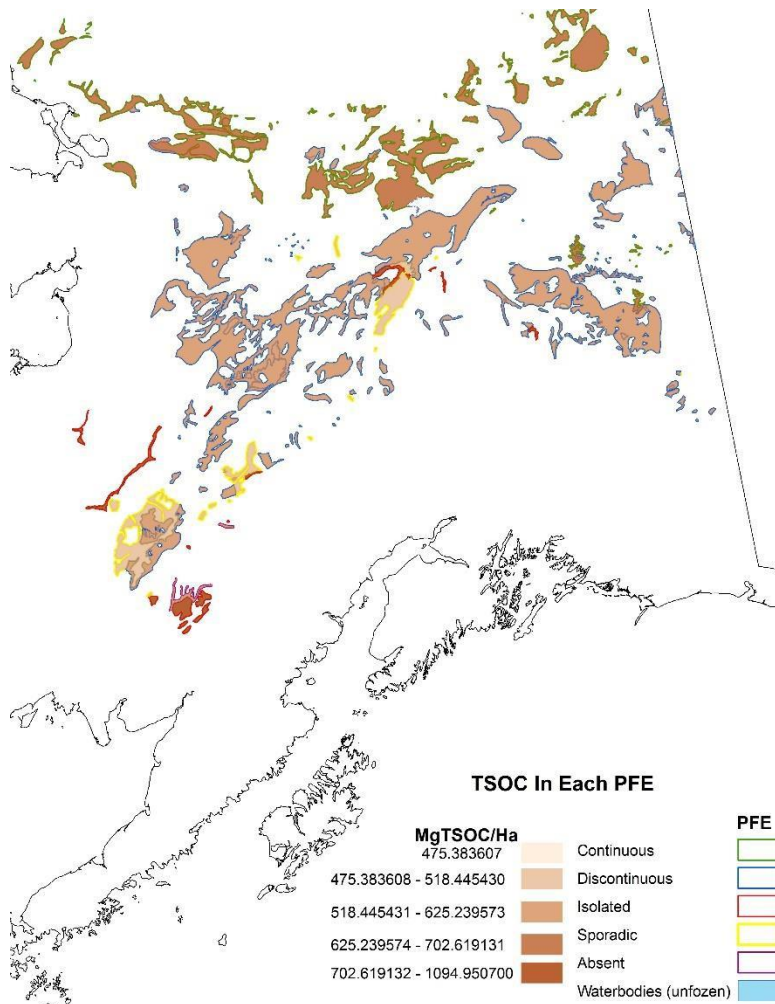 TSOC In Each PFE
MgTSOC/Ha
PFE
475.383607
Continuous
475.383608 - 518.445430
Discontinuous
518.445431 - 625.239573
Isolated
625.239574 - 702.619131
Sporadic
702.619132 - 1094.950700
Absent
Waterbodies (unfozen)